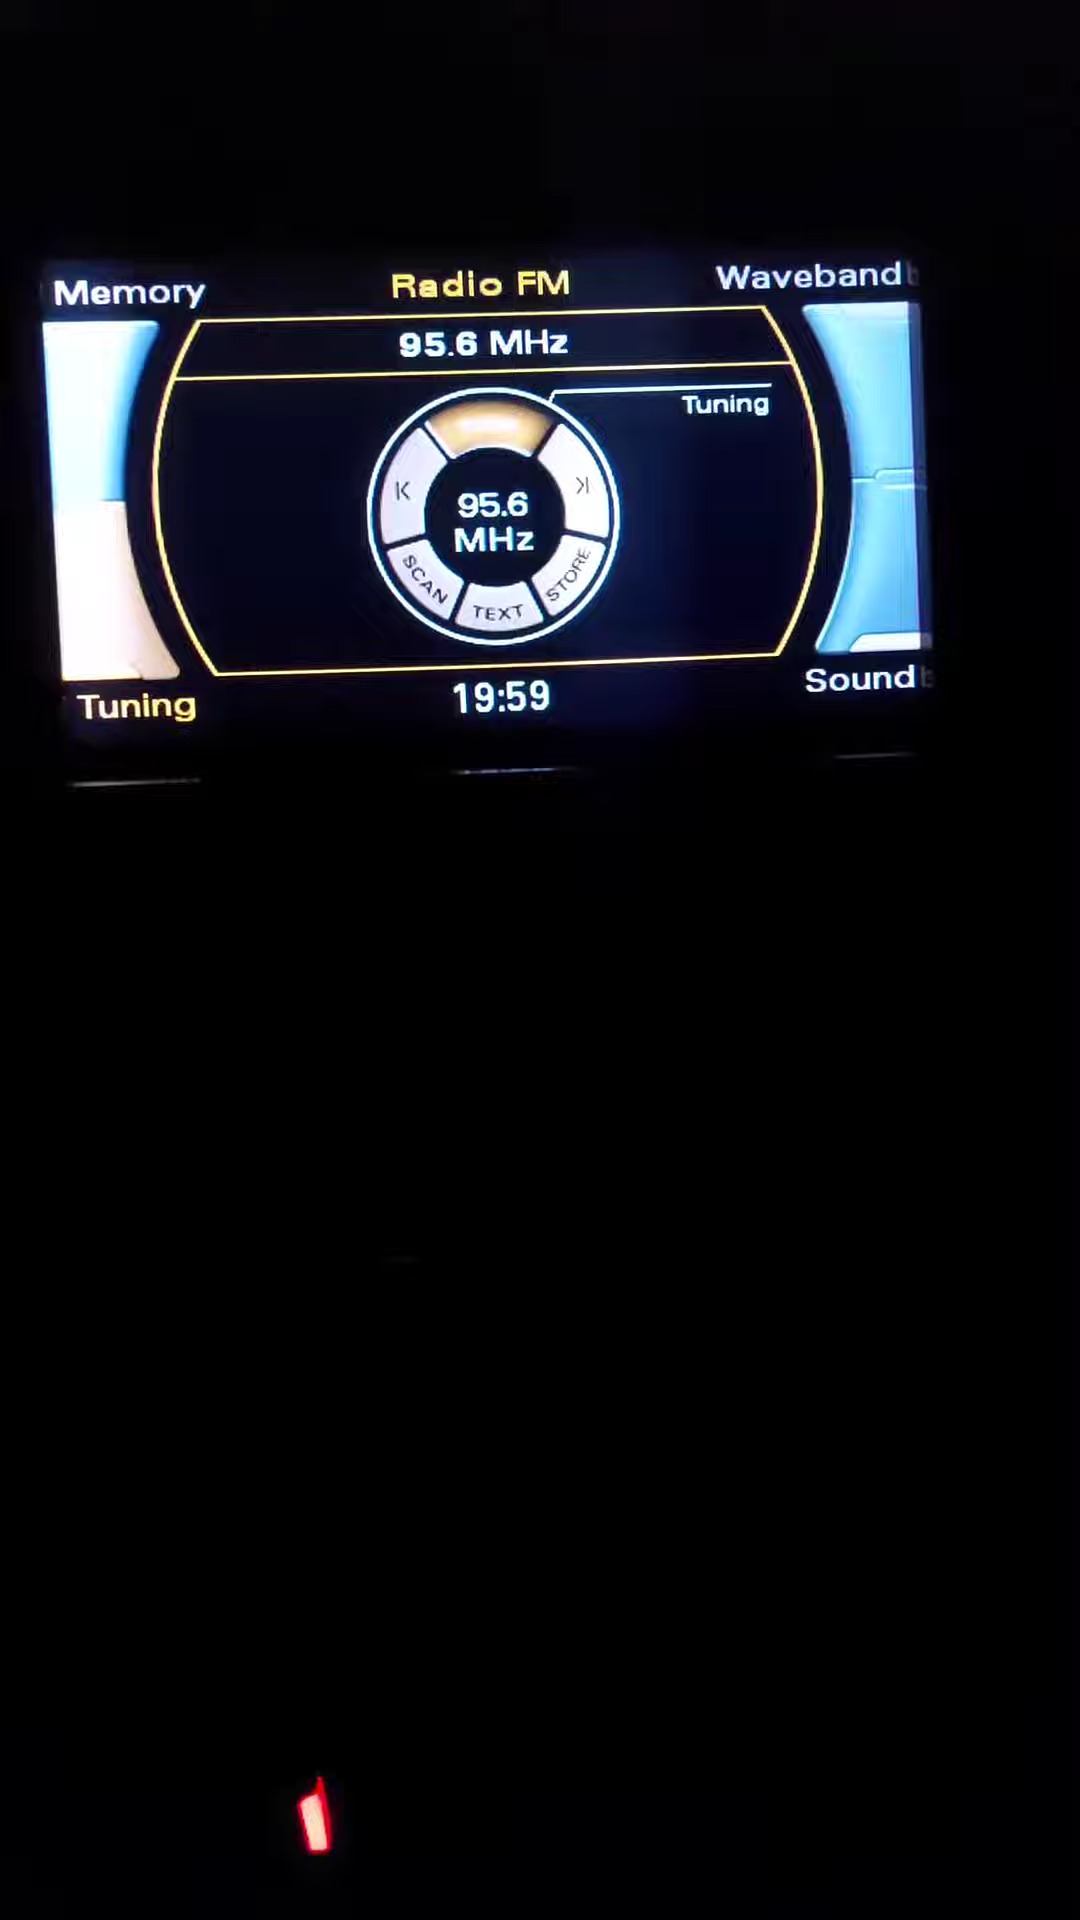 Memory
Radio FM
Waveband
95.6 MHz
Tuning
95.6
MHz
SCAN
TEXT
STORE
Tuning
19:59
Sound